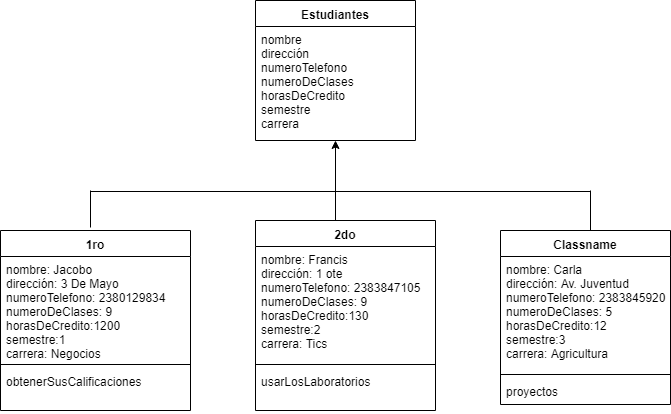 Estudiantes
nombre
dirección
numeroTelefono
numeroDeClases
horasDeCredito
semestre
carrera
1ro
nombre: Jacobo
dirección: 3 De Mayo
numeroTelefono: 2380129834
numeroDeClases: 9
horasDeCredito:1200
semestre:1
carrera: Negocios
obtenerSusCalificaciones
2do
nombre: Francis
dirección: 1 ote
numeroTelefono: 2383847105
numeroDeClases: 9
horasDeCredito:130
semestre:2
carrera: Tics
usarLosLaboratorios
Classname
nombre: Carla
dirección: Av. Juventud
numeroTelefono: 2383845920
numeroDeClases: 5
horasDeCredito:12
semestre:3
carrera: Agricultura
proyectos